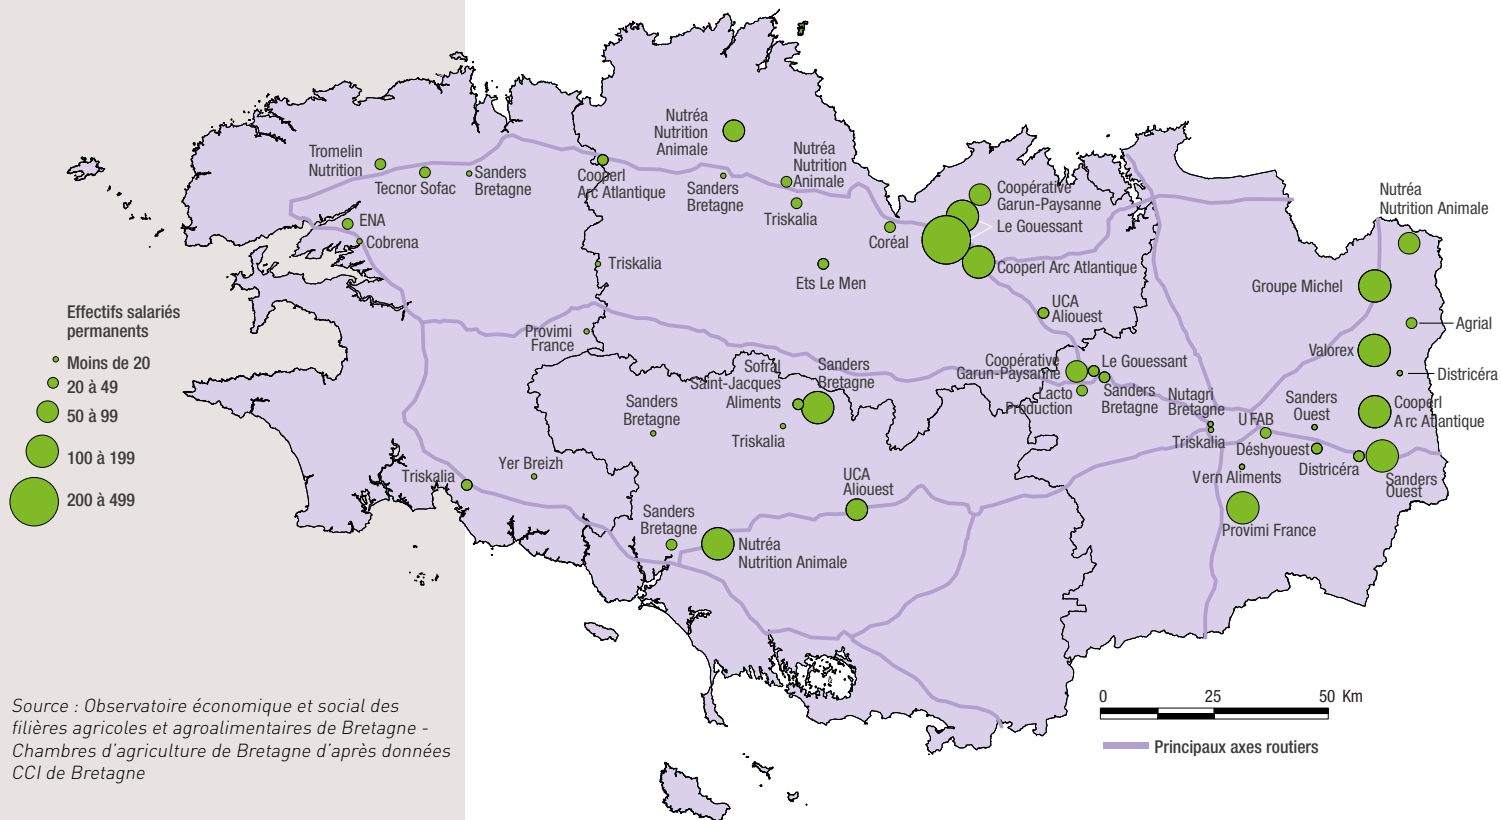 Nutréa
Nutrition
Animale
Tromelin
Nutrition
Tecnor Sofac
Sanders
Bretagne
Cooperl
Arc Atlantique
Sanders
Bretagne
Nutréa
Nutrition
Animale
Triskalia
Coréal
Coopérative
Garun-Paysanne
Le Gouessant
Cooperl Arc Atlantique
Nutréa
Nutrition Animale
ENA
Cobrena
Triskalia
Ets Le Men
UCA
Aliouest
Groupe Michel
Agrial
Valorex
Districéra
Provimi
France
Effectifs salariés
permanents
Moins de 20
20 à 49
50 à 99
100 à 199
200 à 499
Sofral
Saint-Jacques
Aliments
Sanders
Bretagne
Sanders
Bretagne
Triskalia
Coopérative
Garun-Paysanne
Le Gouessant
Lacto
Production
Sanders
Bretagne
Nutagri
Bretagne
Triskalia
UFAB
Sanders
Ouest
Cooperl
Arc Atlantique
Déshyouest
Districéra
Sanders
Ouest
Vern Aliments
Provimi France
Triskalia
Yer Breizh
UCA
Aliouest
Sanders
Bretagne
Nutréa
Nutrition Animale
0 25 50 Km
Principaux axes routiers
Source : Observatoire économique et social des
filières agricoles et agroalimentaires de Bretagne -
Chambres d'agriculture de Bretagne d'après données
CCI de Bretagne